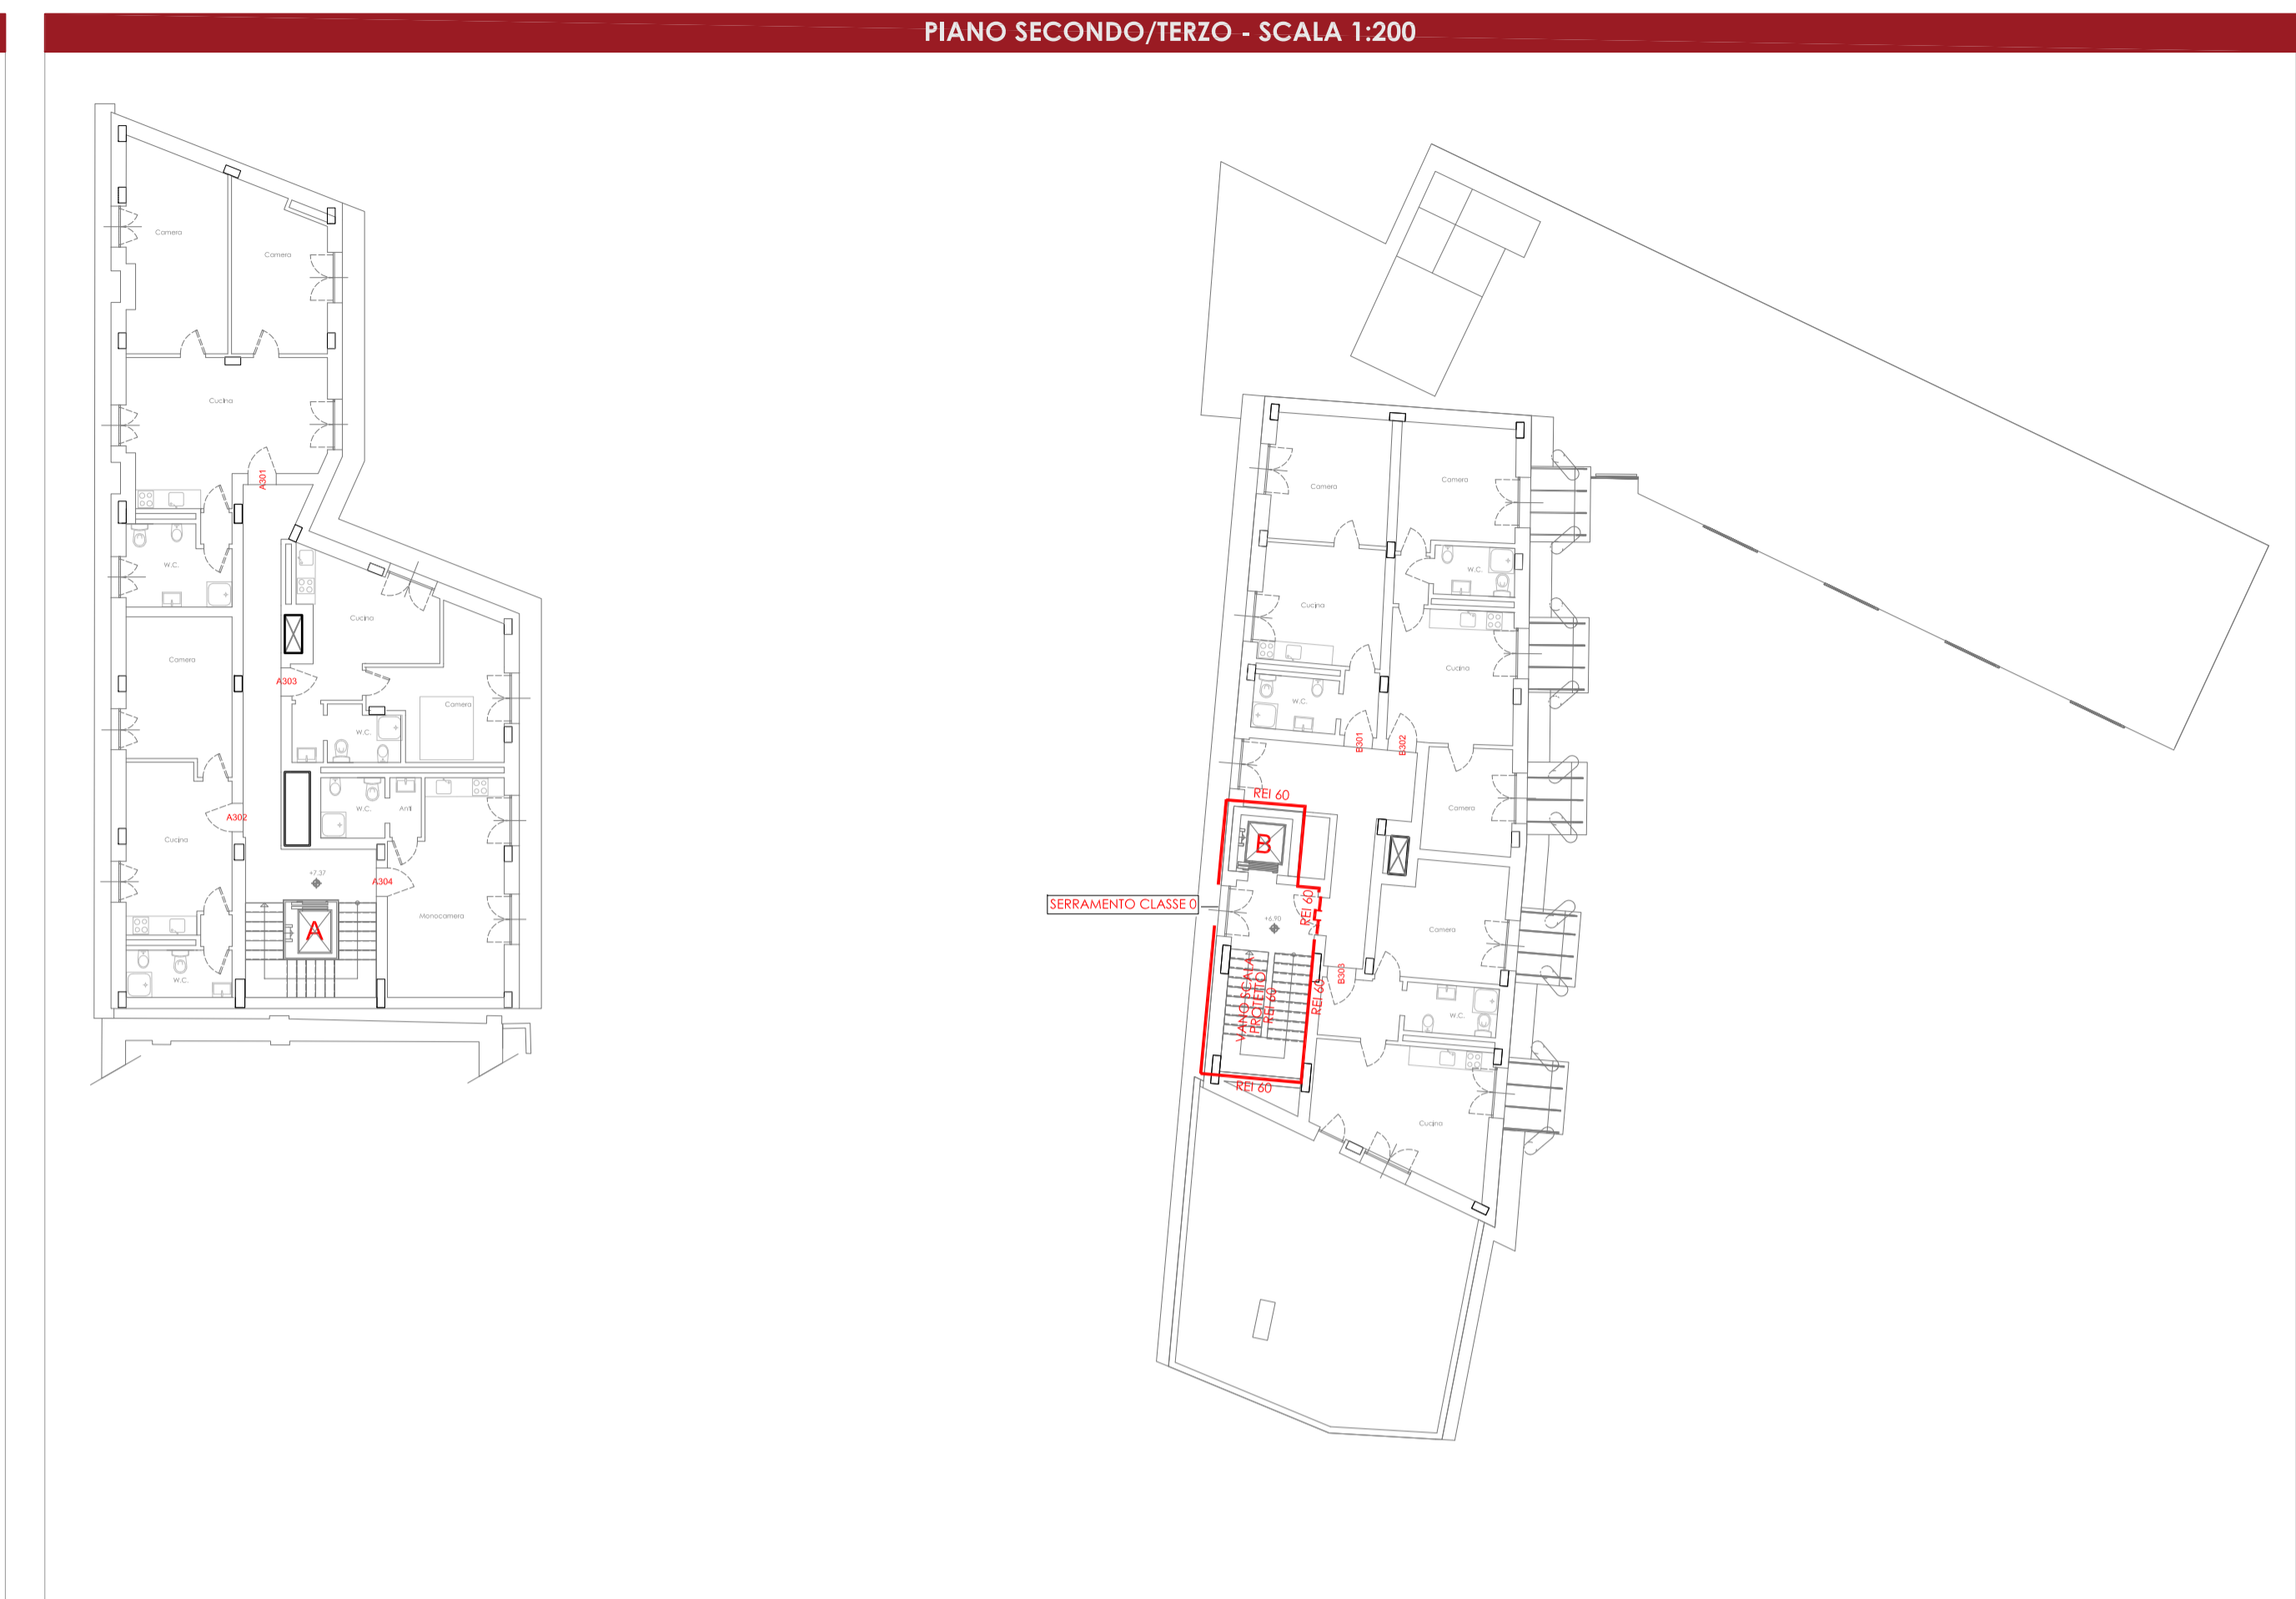 PIANO SECONDO/TERZO - SCALA 1:200
Camera
Camera
Cucina
A301
W.C.
Cucina
Camera
A303
Camera
W.C.
W.C.
Anti
A302
Cucina
+7.37
A304
Monocamera
A
W.C.
Camera
Camera
W.C.
Cucina
Cucina
W.C.
B301
B302
REI 60
Camera
B
SERRAMENTO CLASSE 0
REI 60
+6.90
Camera
B303
VANO SCALA
PROTETTO
REI 60
REI 60
W.C.
REI 60
Cucina